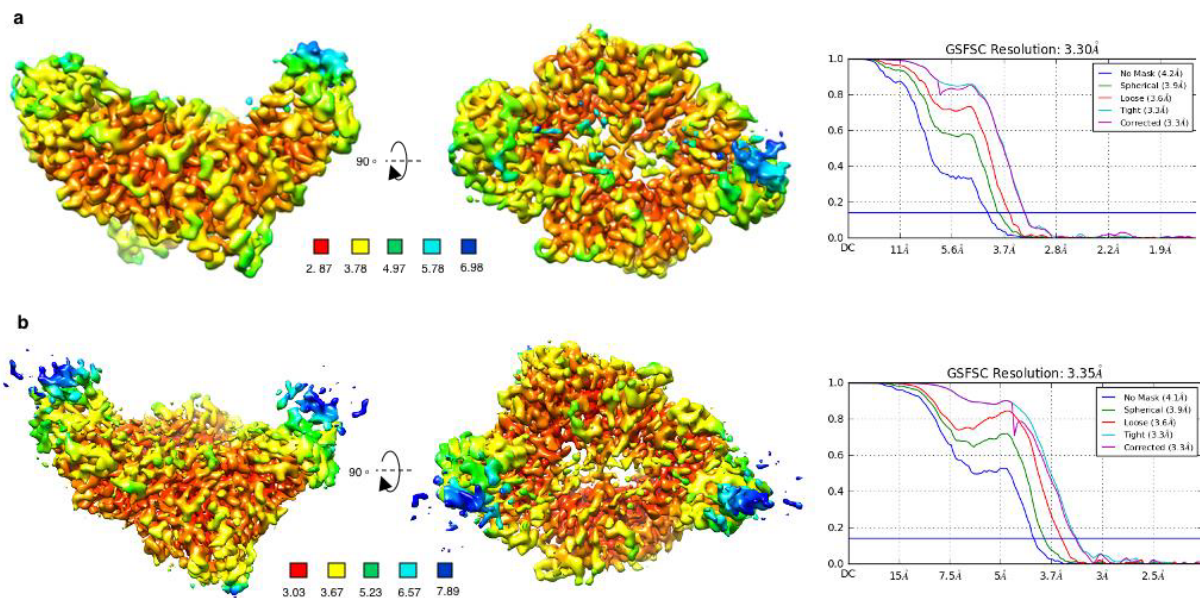 a
90 °
2. 87 3.78 4.97 5.78 6.98
GSFSC Resolution: 3.30Å
1.0
0.8
0.6
0.4
0.2
0.0
No Mask (4.2Å)
Spherical (3.9Å)
Loose (3.6Å)
Tight (3.3Å)
Corrected (3.3Å)
DC 11Å 5.6Å 3.7Å 2.8Å 2.2Å 1.9Å
b
90 °
3.03 3.67 5.23 6.57 7.89
GSFSC Resolution: 3.35Å
1.0
0.8
0.6
0.4
0.2
0.0
No Mask (4.1Å)
Spherical (3.9Å)
Loose (3.6Å)
Tight (3.3Å)
Corrected (3.3Å)
DC 15Å 7.5Å 5Å 3.7Å 3Å 2.5Å